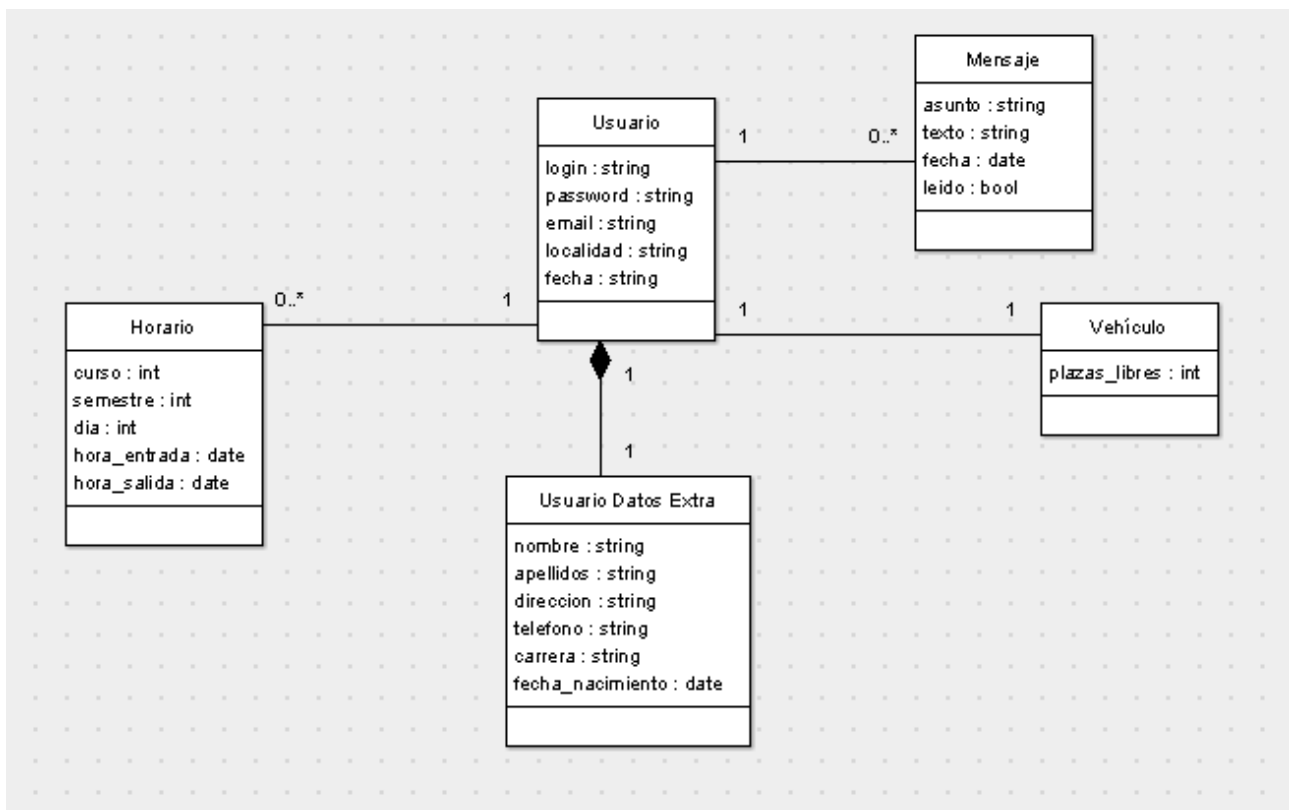 Mensaje
asunto : string
texto : string
fecha : date
leido : bool
Usuario
login : string
password : string
email : string
localidad : string
fecha : string
1
0..*
0..*
1
1
1
Horario
curso : int
semestre : int
dia : int
hora_entrada : date
hora_salida : date
Vehículo
plazas_libres : int
1
1
Usuario Datos Extra
nombre : string
apellidos : string
direccion : string
telefono : string
carrera : string
fecha_nacimiento : date